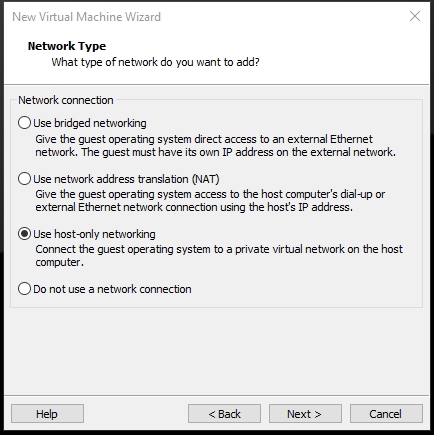 New Virtual Machine Wizard
Network Type
What type of network do you want to add?
Network connection
Use bridged networking
Give the guest operating system direct access to an external Ethernet
network. The guest must have its own IP address on the external network.
Use network address translation (NAT)
Give the guest operating system access to the host computer's dial-up or
external Ethernet network connection using the host's IP address.
Use host-only networking
Connect the guest operating system to a private virtual network on the host
computer.
Do not use a network connection
Help
< Back
Next >
Cancel